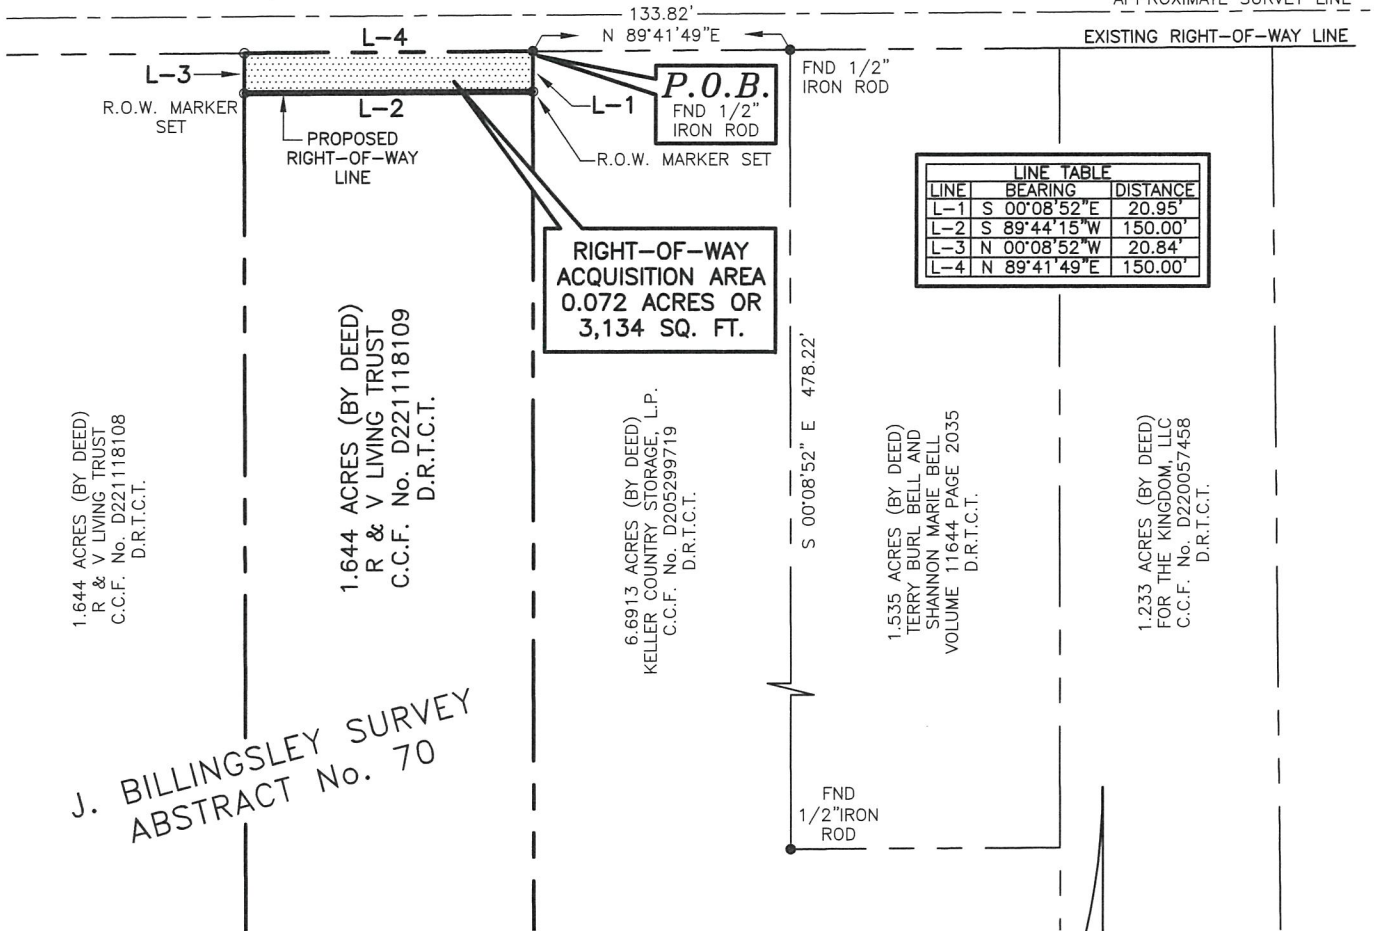 APPROXIMATE SURVEY LINE
133.82'
N 89°41'49"E
EXISTING RIGHT-OF-WAY LINE
L-4
L-3
R.O.W. MARKER
SET
L-2
PROPOSED
RIGHT-OF-WAY
LINE
L-1
P.O.B.
FND 1/2"
IRON ROD
R.O.W. MARKER SET
FND 1/2"
IRON ROD
LINE TABLE
LINE BEARING DISTANCE
L-1 S 00°08'52"E 20.95'
L-2 S 89°44'15"W 150.00'
L-3 N 00°08'52"W 20.84'
L-4 N 89°41'49"E 150.00'
RIGHT-OF-WAY
ACQUISITION AREA
0.072 ACRES OR
3,134 SQ. FT.
1.644 ACRES (BY DEED)
R & V LIVING TRUST
C.C.F. No. D221118108
D.R.T.C.T.
1.644 ACRES (BY DEED)
R & V LIVING TRUST
C.C.F. No. D221118109
D.R.T.C.T.
6.6913 ACRES (BY DEED)
KELLER COUNTRY STORAGE, L.P.
C.C.F. No. D205299719
D.R.T.C.T.
S 00°08'52" E 478.22'
1.535 ACRES (BY DEED)
TERRY BURL BELL AND
SHANNON MARIE BELL
VOLUME 11644 PAGE 2035
D.R.T.C.T.
1.233 ACRES (BY DEED)
FOR THE KINGDOM, LLC
C.C.F. No. D220057458
D.R.T.C.T.
J. BILLINGSLEY SURVEY
ABSTRACT No. 70
FND
1/2"IRON
ROD